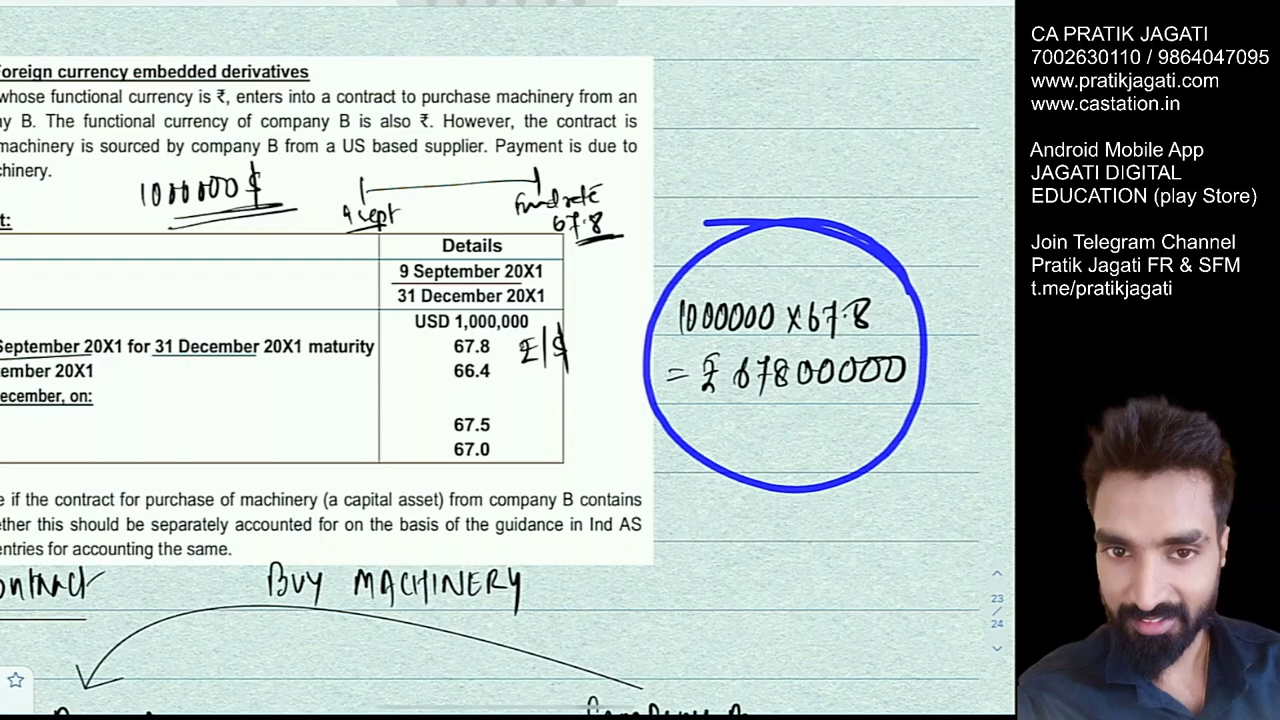 Foreign currency embedded derivatives
whose functional currency is ₹, enters into a contract to purchase machinery from an
ny B. The functional currency of company B is also ₹. However, the contract is
machinery is sourced by company B from a US based supplier. Payment is due to
chinery.
1000000 $
9 sept
67.8
t:
Details
9 September 20X1
31 December 20X1
USD 1,000,000
September 20X1 for 31 December 20X1 maturity
67.8
₹/$
ember 20X1
66.4
ecember, on:
67.5
67.0
1000000 x 67.8
= ₹ 67800000
e if the contract for purchase of machinery (a capital asset) from company B contains
ether this should be separately accounted for on the basis of the guidance in Ind AS
entries for accounting the same.
ontract
BUY MACHINERY
23
/
24
CA PRATIK JAGATI
7002630110 / 9864047095
www.pratikjagati.com
www.castation.in
Android Mobile App
JAGATI DIGITAL
EDUCATION (play Store)
Join Telegram Channel
Pratik Jagati FR & SFM
t.me/pratikjagati